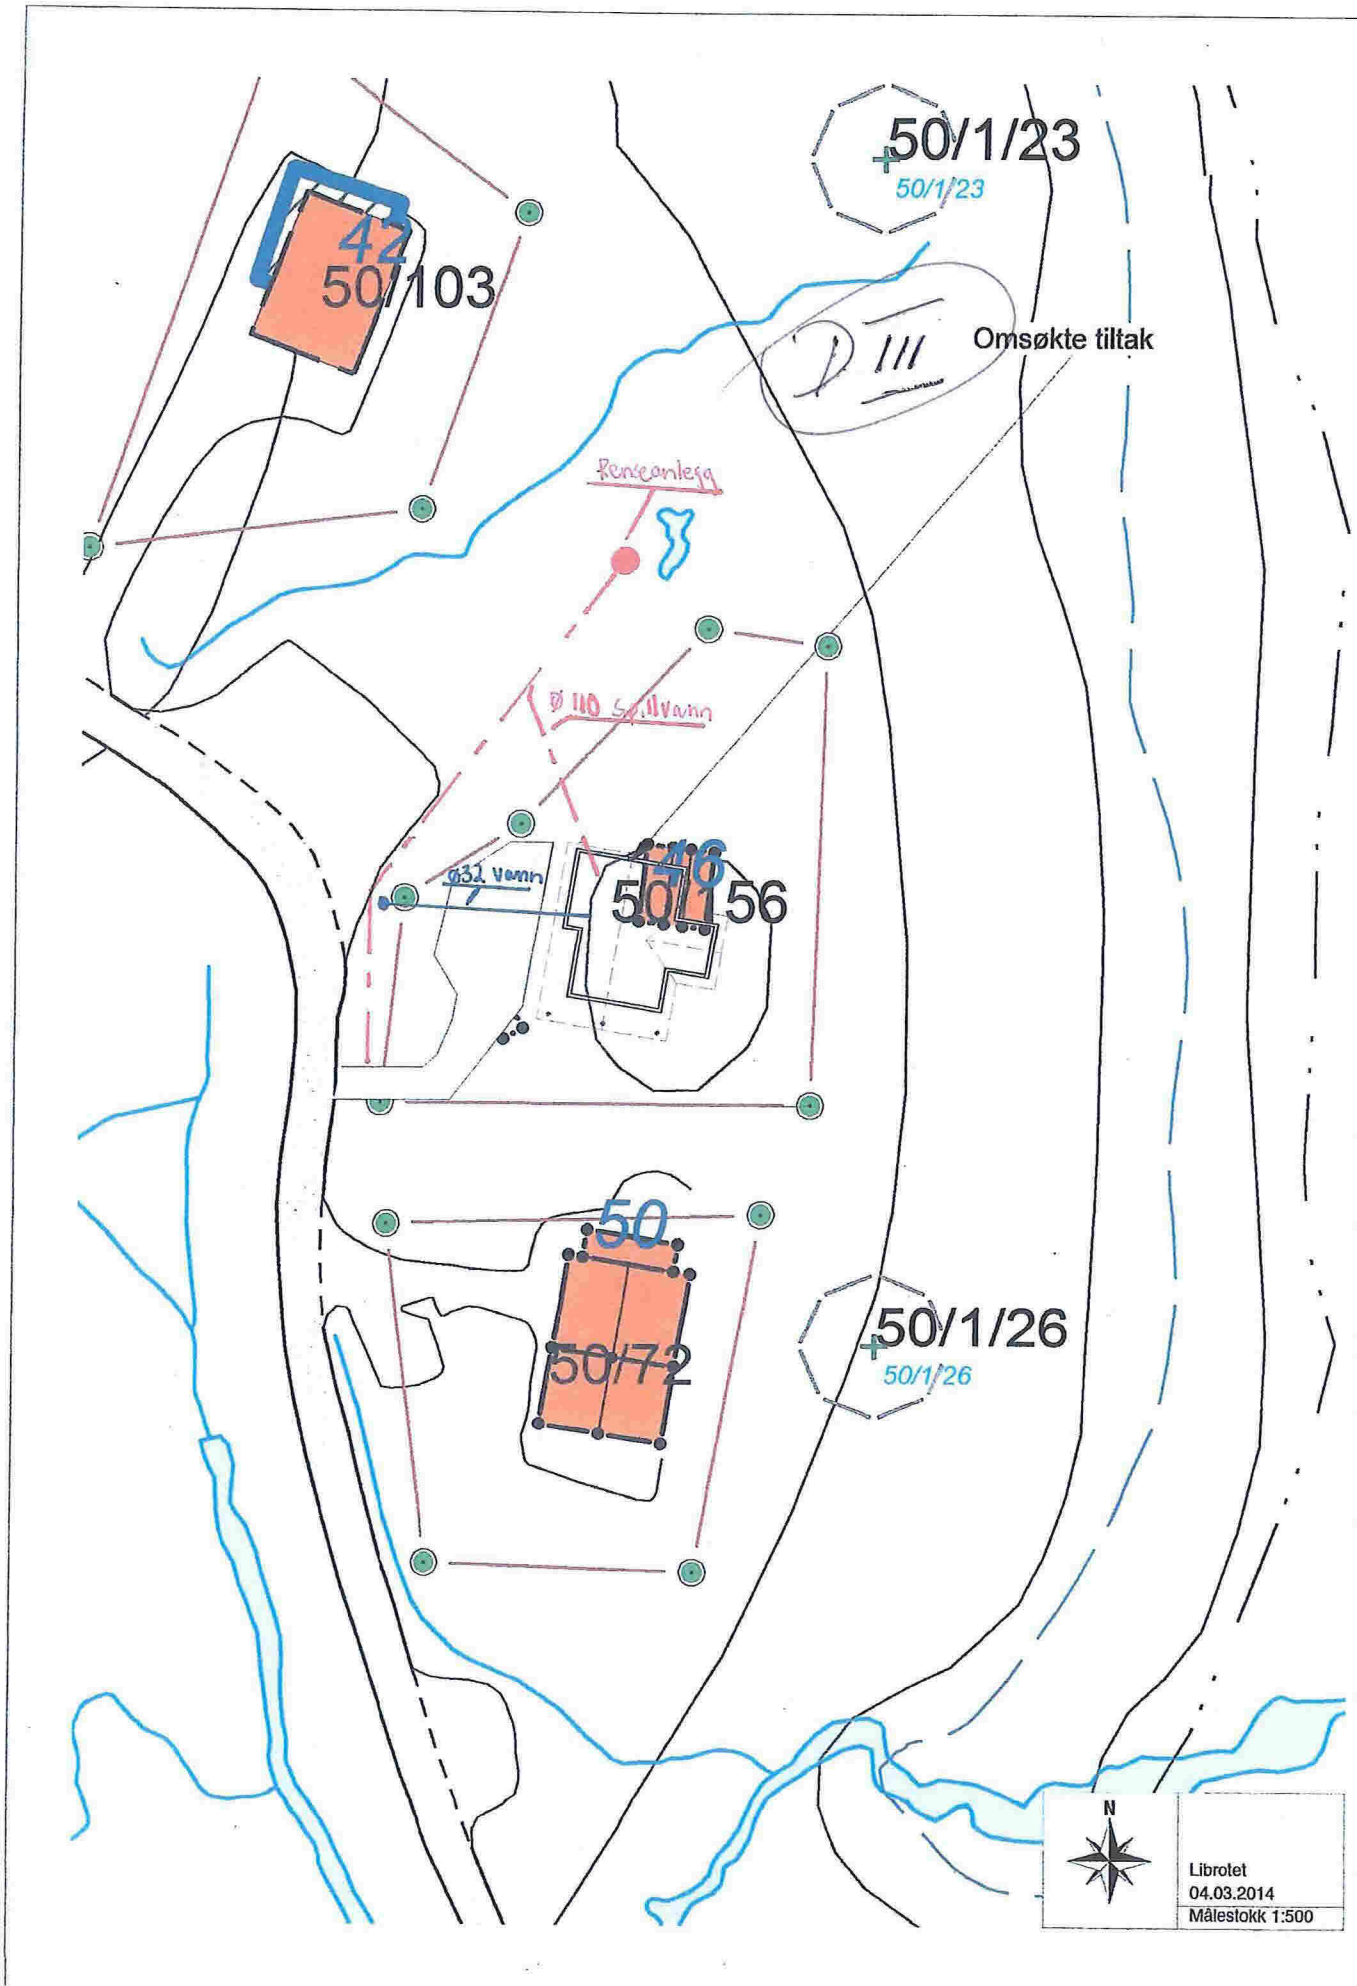 50/1/23
50/1/23
42
50/103
D III
Omsøkte tiltak
Renseanlegg
Ø 110 spillvann
46
Ø32 vann
50/156
50
50/72
50/1/26
50/1/26
N
Librotet
04.03.2014
Målestokk 1:500